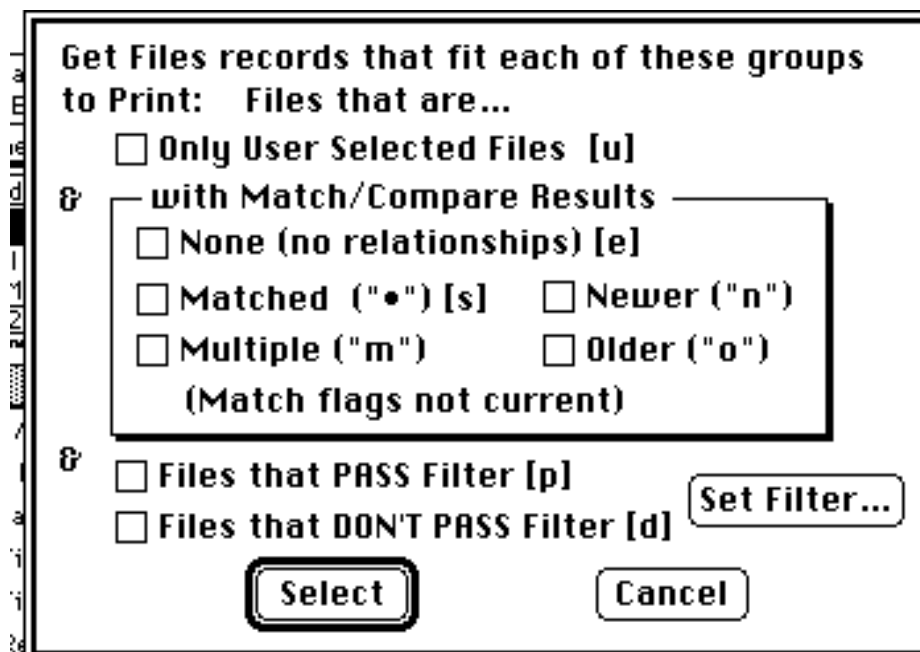 Get Files records that fit each of these groups
to Print: Files that are...
Only User Selected Files [u]
& with Match/Compare Results
None (no relationships) [e]
Matched ("•") [s] Newer ("n")
Multiple ("m") Older ("o")
(Match flags not current)
& Files that PASS Filter [p]
Set Filter...
Files that DON'T PASS Filter [d]
Select Cancel